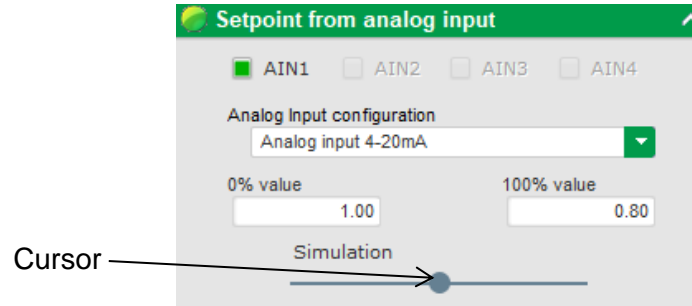 Setpoint from analog input
AIN1 AIN2 AIN3 AIN4
Analog Input configuration
Analog input 4-20mA
0% value 100% value
1.00 0.80
Simulation
Cursor